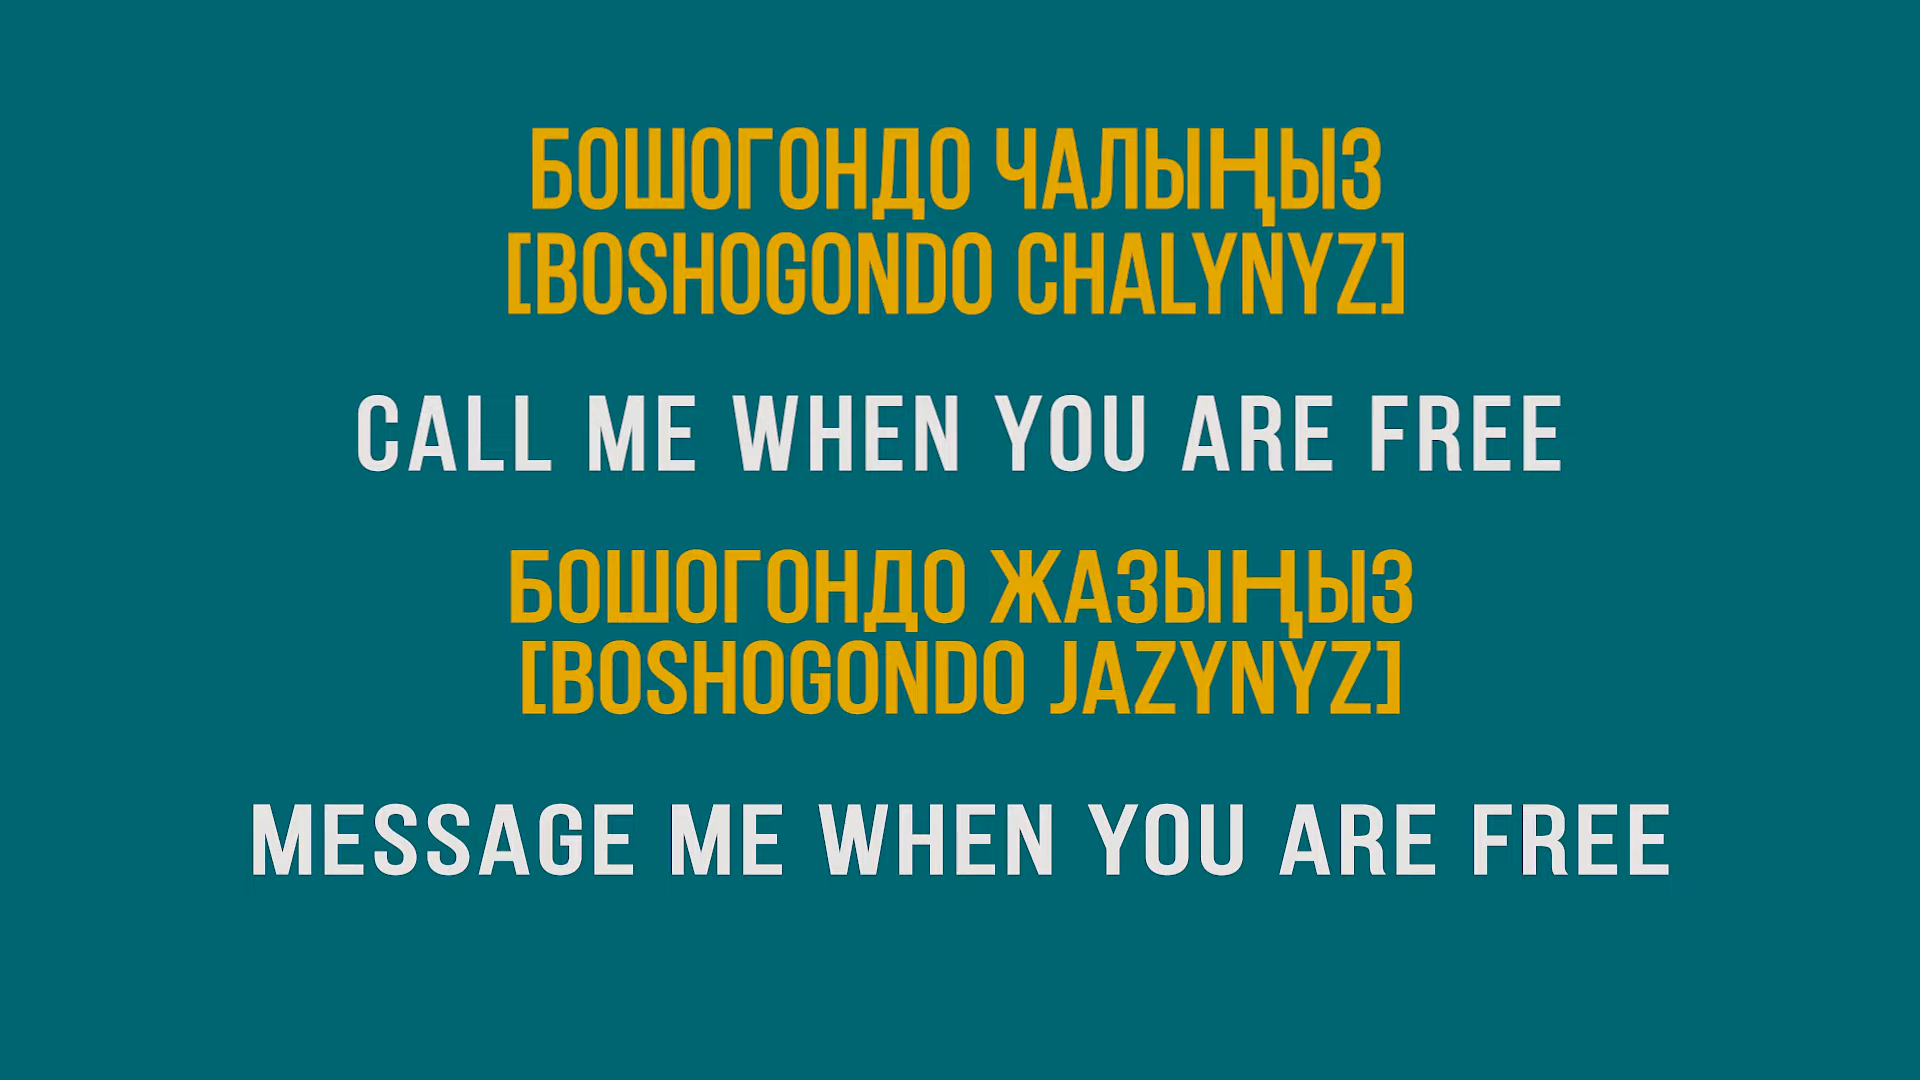 БОШОГОНДО ЧАЛЫҢЫЗ
[BOSHOGONDO CHALYNYZ]
CALL ME WHEN YOU ARE FREE
БОШОГОНДО ЖАЗЫҢЫЗ
[BOSHOGONDO JAZYNYZ]
MESSAGE ME WHEN YOU ARE FREE